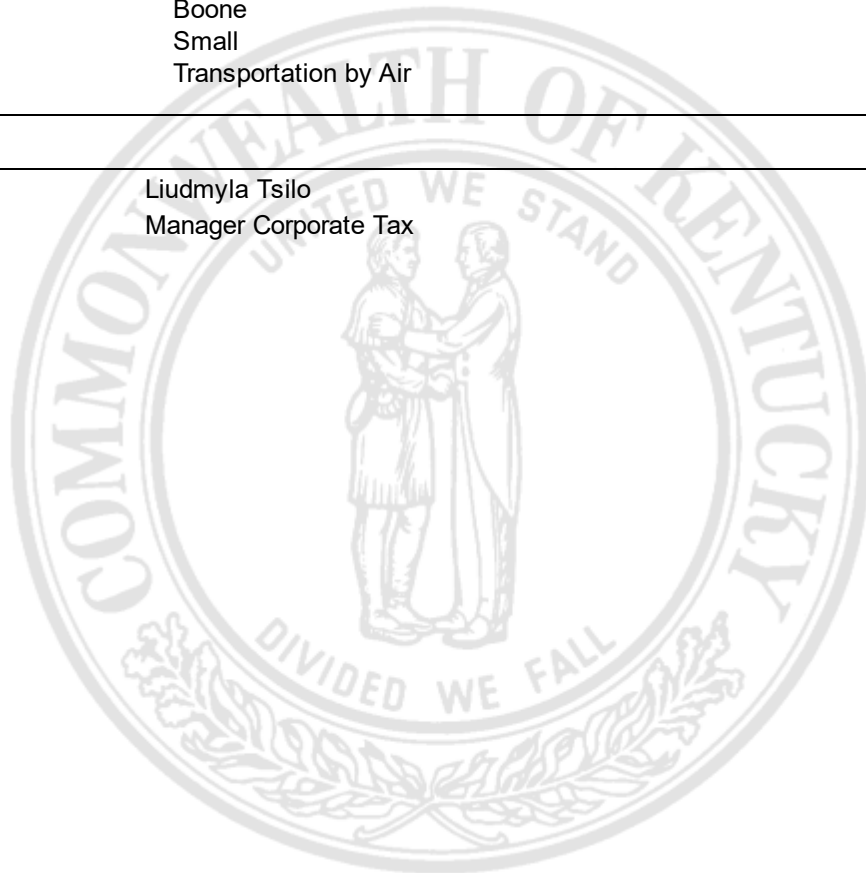 Boone
Small
Transportation by Air
Liudmyla Tsilo
Manager Corporate Tax
COMMONWEALTH OF KENTUCKY
UNITED WE STAND
DIVIDED WE FALL